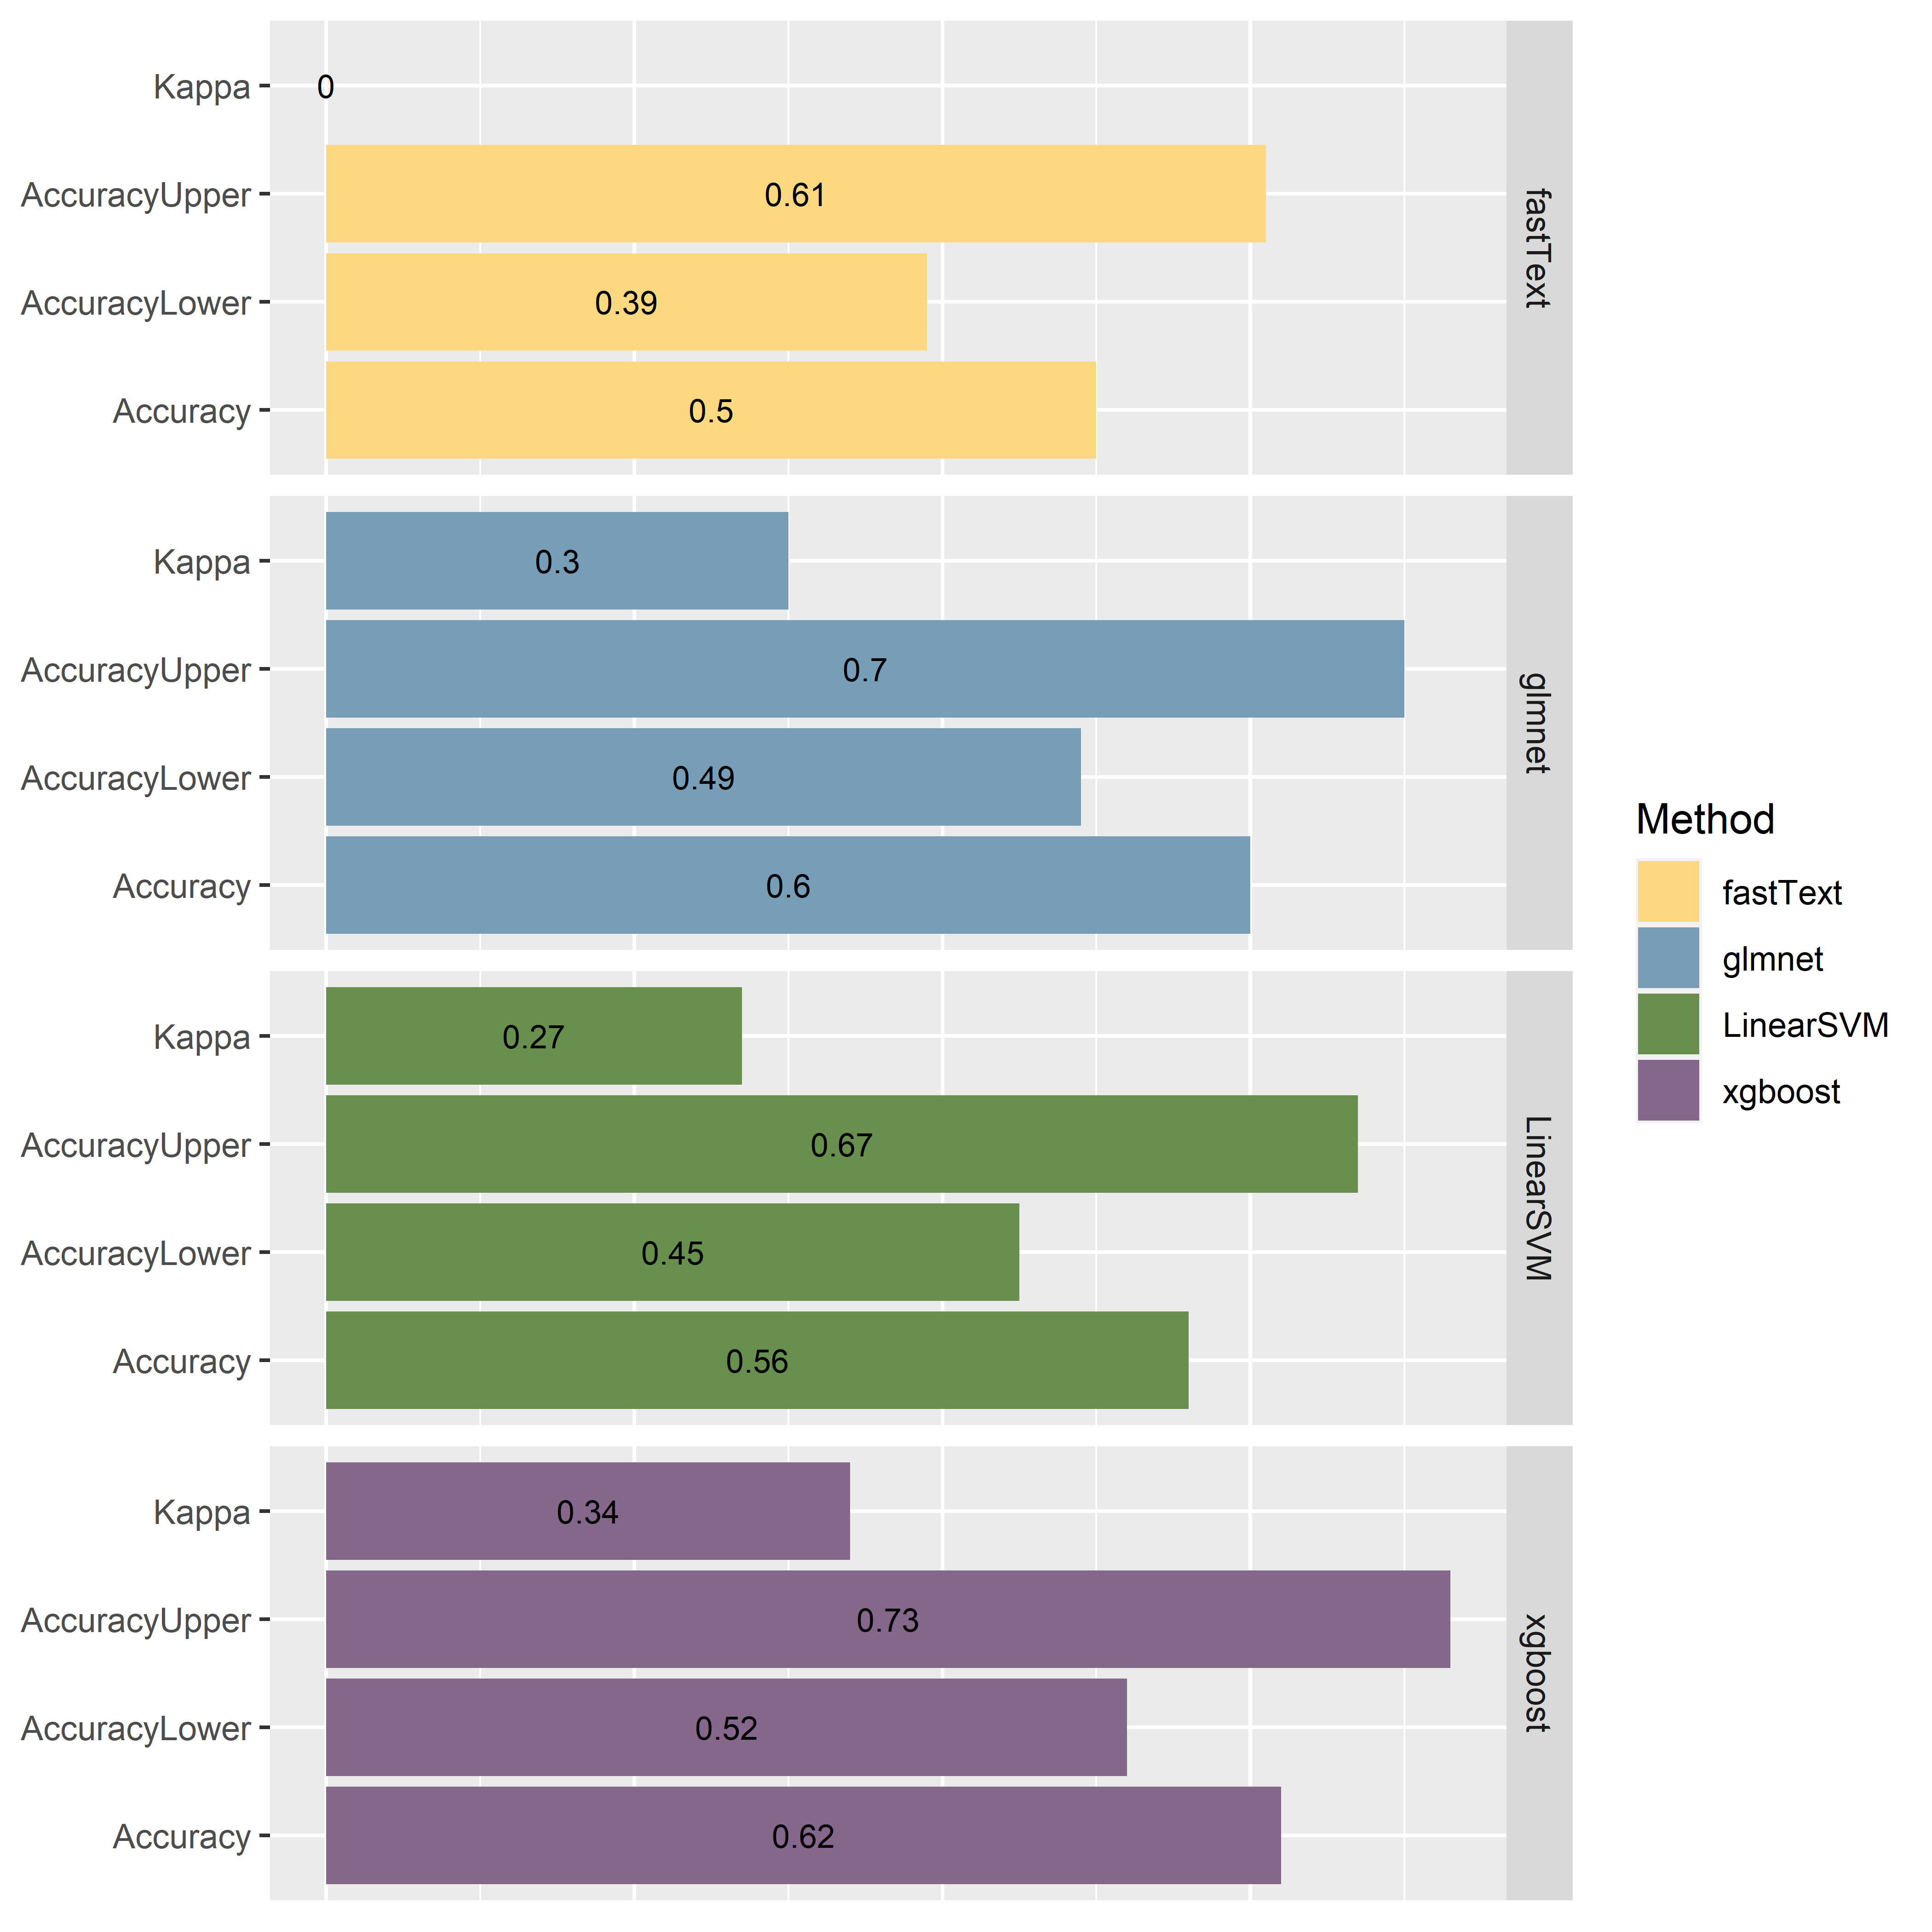 Kappa
0
AccuracyUpper
0.61
AccuracyLower
0.39
Accuracy
0.5
fastText
Kappa
0.3
AccuracyUpper
0.7
AccuracyLower
0.49
Accuracy
0.6
glmnet
Kappa
0.27
AccuracyUpper
0.67
AccuracyLower
0.45
Accuracy
0.56
LinearSVM
Kappa
0.34
AccuracyUpper
0.73
AccuracyLower
0.52
Accuracy
0.62
xgboost
Method
fastText
glmnet
LinearSVM
xgboost